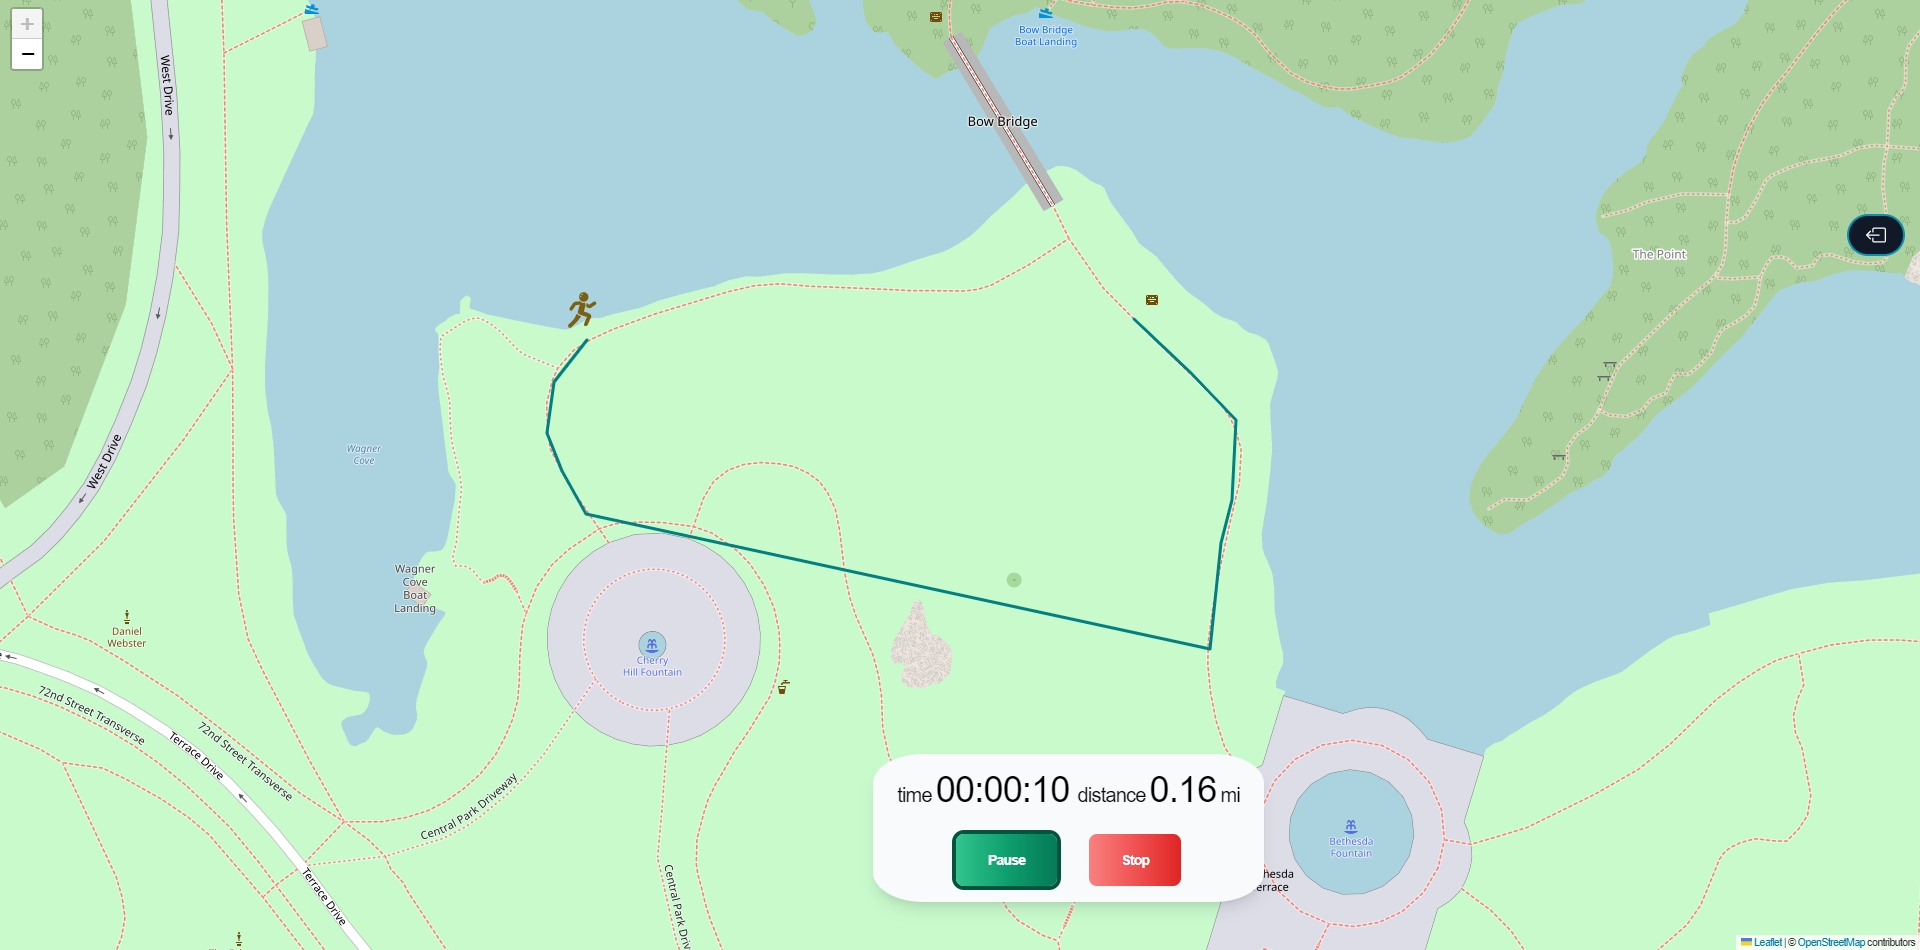 +
−
West Drive
Bow Bridge
Boat Landing
Bow Bridge
The Point
Wagner
Cove
West Drive
Wagner
Cove
Boat
Landing
Daniel
Webster
Cherry
Hill Fountain
72nd Street Transverse
72nd Street Transverse
Terrace Drive
Central Park Driveway
Terrace Drive
Central Park Driv
time 00:00:10 distance 0.16 mi
Pause
Stop
Bethesda
Fountain
hesda
errace
Leaflet | © OpenStreetMap contributors